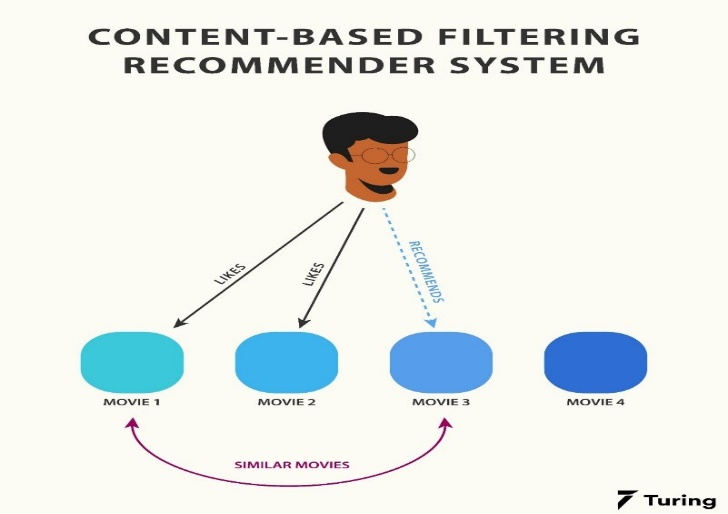 CONTENT-BASED FILTERING
RECOMMENDER SYSTEM
LIKES
LIKES
RECOMMENDS
MOVIE 1
MOVIE 2
MOVIE 3
MOVIE 4
SIMILAR MOVIES
Turing